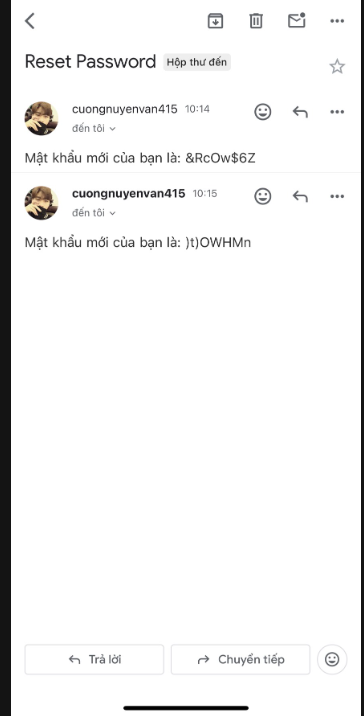 Reset Password Hộp thư đến
cuongnuyenvan415 10:14
đến tôi
Mật khẩu mới của bạn là: &RcOw$6Z
cuongnuyenvan415 10:15
đến tôi
Mật khẩu mới của bạn là: )t)OWHMn
Trả lời
Chuyển tiếp